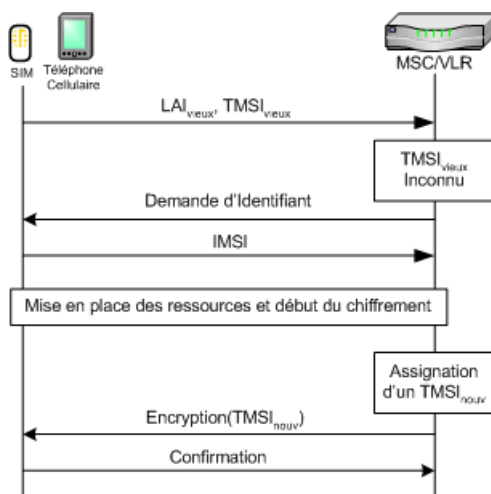 SIM
Téléphone
Cellulaire
MSC/VLR
LAIvieux, TMSIvieux
TMSIvieux
Inconnu
Demande d'Identifiant
IMSI
Mise en place des ressources et début du chiffrement
Assignation
d'un TMSInouv
Encryption(TMSInouv)
Confirmation